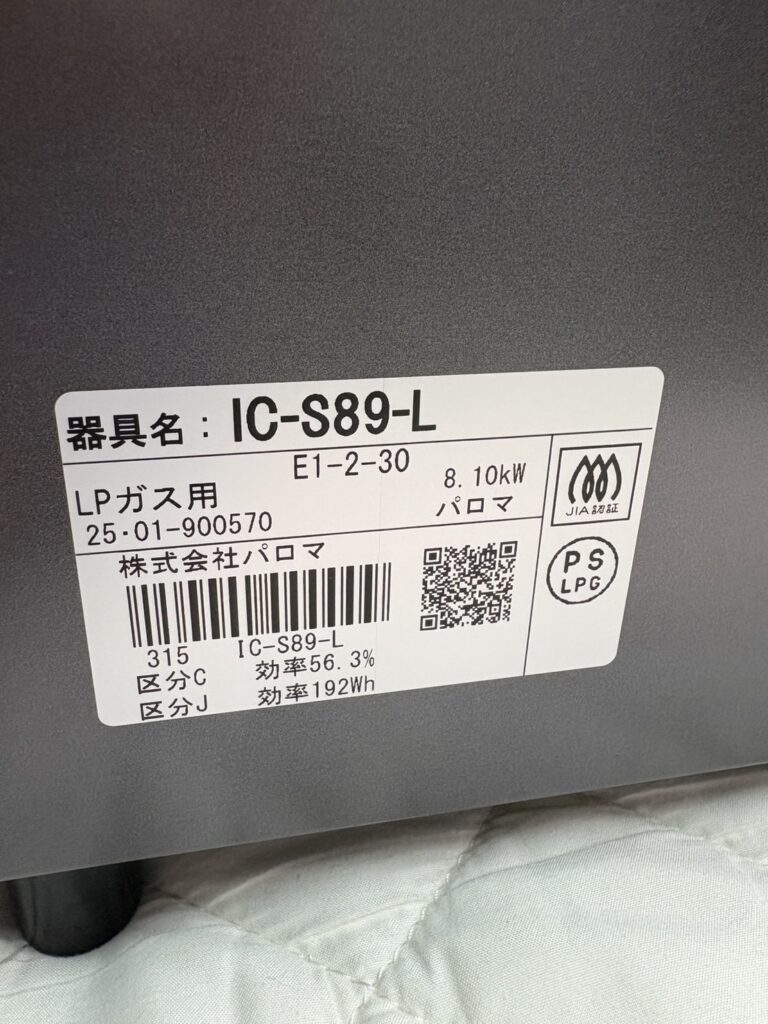 器具名：IC-S89-L
E1-2-30
LPガス用
8.10kW
25・01-900570
パロマ
株式会社パロマ
315 IC-S89-L
区分C 効率56.3%
区分J 効率192Wh
JIA認証
PS
LPG